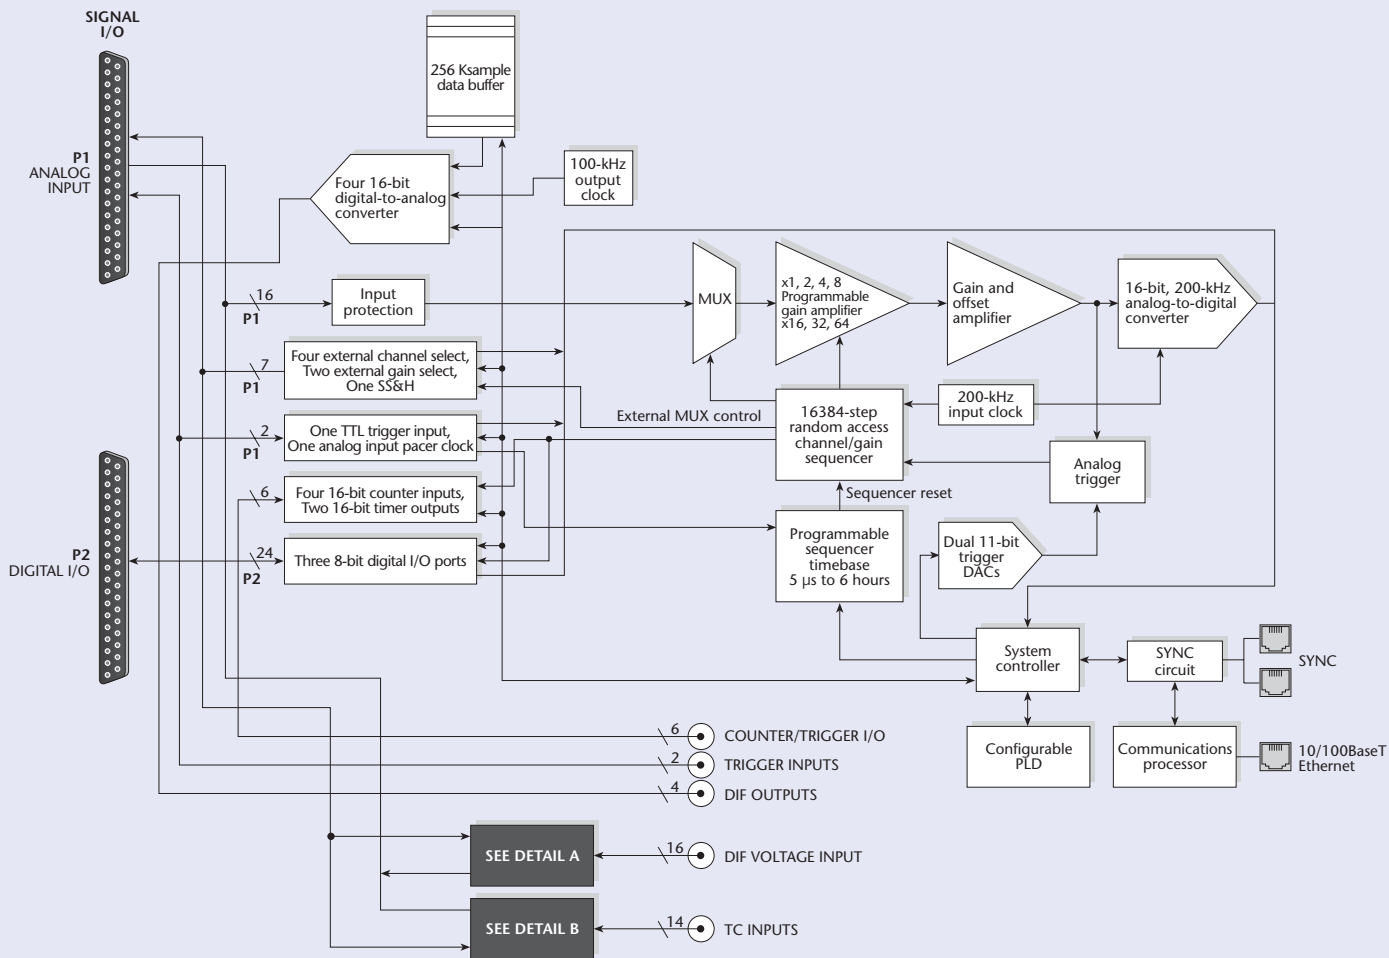 SIGNAL
I/O
P1
ANALOG
INPUT
256 Ksample
data buffer
Four 16-bit
digital-to-analog
converter
100-kHz
output
clock
16
P1
Input
protection
MUX
x1, 2, 4, 8
Programmable
gain amplifier
x16, 32, 64
Gain and
offset
amplifier
16-bit, 200-kHz
analog-to-digital
converter
7
P1
Four external channel select,
Two external gain select,
One SS&H
External MUX control
16384-step
random access
channel/gain
sequencer
200-kHz
input clock
2
P1
One TTL trigger input,
One analog input pacer clock
Analog
trigger
6
Four 16-bit counter inputs,
Two 16-bit timer outputs
Sequencer reset
Programmable
sequencer
timebase
5 µs to 6 hours
Dual 11-bit
trigger
DACs
P2
DIGITAL I/O
24
P2
Three 8-bit digital I/O ports
System
controller
SYNC
circuit
SYNC
Configurable
PLD
Communications
processor
10/100BaseT
Ethernet
6
COUNTER/TRIGGER I/O
2
TRIGGER INPUTS
4
DIF OUTPUTS
SEE DETAIL A
16
DIF VOLTAGE INPUT
SEE DETAIL B
14
TC INPUTS